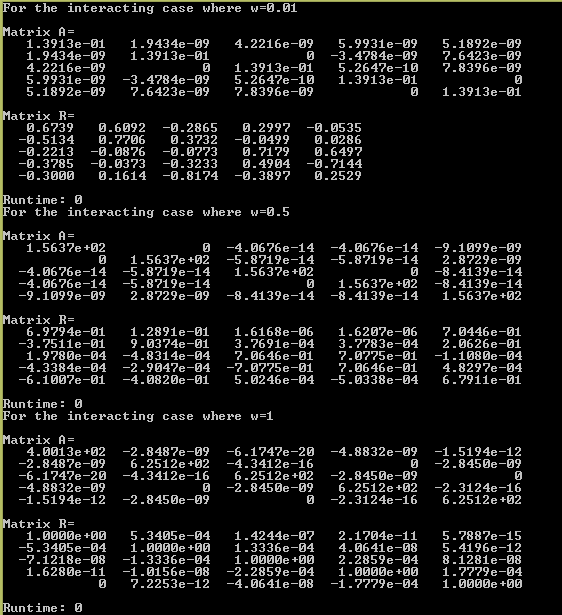 For the interacting case where w=0.01
Matrix A=
1.3913e-01 1.9434e-09 4.2216e-09 5.9931e-09 5.1892e-09
1.9434e-09 1.3913e-01 0 -3.4784e-09 7.6423e-09
4.2216e-09 0 1.3913e-01 5.2647e-10 7.8396e-09
5.9931e-09 -3.4784e-09 5.2647e-10 1.3913e-01 0
5.1892e-09 7.6423e-09 7.8396e-09 0 1.3913e-01
Matrix R=
0.6739 0.6092 -0.2865 0.2997 -0.0535
-0.5134 0.7706 0.3732 -0.0499 0.0286
-0.2213 -0.0876 -0.0773 0.7179 0.6497
-0.3785 -0.0373 -0.3233 0.4904 -0.7144
-0.3000 0.1614 -0.8174 -0.3897 0.2529
Runtime: 0
For the interacting case where w=0.5
Matrix A=
1.5637e+02 0 -4.0676e-14 -4.0676e-14 -9.1099e-09
0 1.5637e+02 -5.8719e-14 -5.8719e-14 2.8729e-09
-4.0676e-14 -5.8719e-14 1.5637e+02 0 -8.4139e-14
-4.0676e-14 -5.8719e-14 0 1.5637e+02 -8.4139e-14
-9.1099e-09 2.8729e-09 -8.4139e-14 -8.4139e-14 1.5637e+02
Matrix R=
6.9794e-01 1.2891e-01 1.6168e-06 1.6207e-06 7.0446e-01
-3.7511e-01 9.0374e-01 3.7691e-04 3.7783e-04 2.0626e-01
1.9780e-04 -4.8314e-04 7.0646e-01 7.0775e-01 -1.1080e-04
-4.3384e-04 -2.9047e-04 -7.0775e-01 7.0646e-01 4.8297e-04
-6.1007e-01 -4.0820e-01 5.0246e-04 -5.0338e-04 6.7911e-01
Runtime: 0
For the interacting case where w=1
Matrix A=
4.0013e+02 -2.8487e-09 -6.1747e-20 -4.8832e-09 -1.5194e-12
-2.8487e-09 6.2512e+02 -4.3412e-16 0 -2.8450e-09
-6.1747e-20 -4.3412e-16 6.2512e+02 -2.8450e-09 0
-4.8832e-09 0 -2.8450e-09 6.2512e+02 -2.3124e-16
-1.5194e-12 -2.8450e-09 0 -2.3124e-16 6.2512e+02
Matrix R=
1.0000e+00 5.3405e-04 1.4244e-07 2.1704e-11 5.7887e-15
-5.3405e-04 1.0000e+00 1.3336e-04 4.0641e-08 5.4196e-12
-7.1218e-08 -1.3336e-04 1.0000e+00 2.2859e-04 8.1281e-08
1.6280e-11 -1.0156e-08 -2.2859e-04 1.0000e+00 1.7779e-04
0 7.2253e-12 -4.0641e-08 -1.7779e-04 1.0000e+00
Runtime: 0